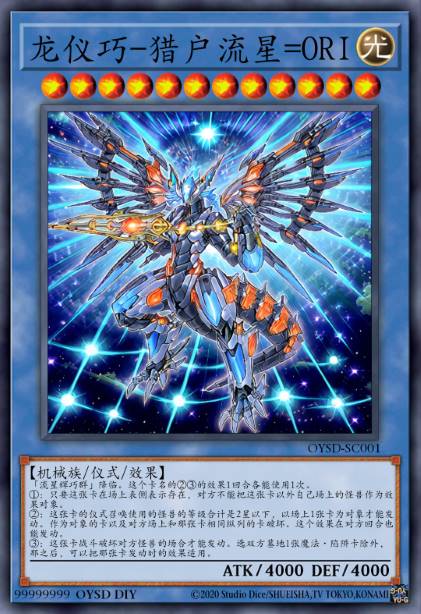 龙仪巧-猎户流星=ORI
光
OYSD-SC001
【机械族/仪式/效果】
「流星辉巧群」降临。这个卡名的②③的效果1回合各能使用1次。
①：只要这张卡在场上表侧表示存在，对方不能把这张卡以外自己场上的怪兽作为效
果对象。
②：这张卡的仪式召唤使用的怪兽的等级合计是2星以下，以场上1张卡为对象才能发
动。作为对象的卡以及对方场上和那张卡相同纵列的卡破坏。这个效果在对方回合也
能发动。
③：这张卡战斗破坏对方怪兽的场合才能发动。选双方墓地1张魔法·陷阱卡除外，
那之后，可以把那张卡发动时的效果适用。
ATK/4000 DEF/4000
99999999 OYSD DIY
©2020 Studio Dice/SHUEISHA,TV TOKYO,KONAMI